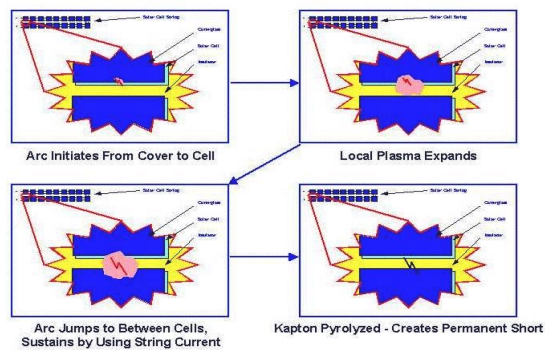 Solar Cell String
Coverglass
Solar Cell
Insulator
Arc Initiates From Cover to Cell
Solar Cell String
Coverglass
Solar Cell
Insulator
Local Plasma Expands
Solar Cell String
Coverglass
Solar Cell
Insulator
Arc Jumps to Between Cells,
Sustains by Using String Current
Solar Cell String
Coverglass
Solar Cell
Insulator
Kapton Pyrolyzed - Creates Permanent Short